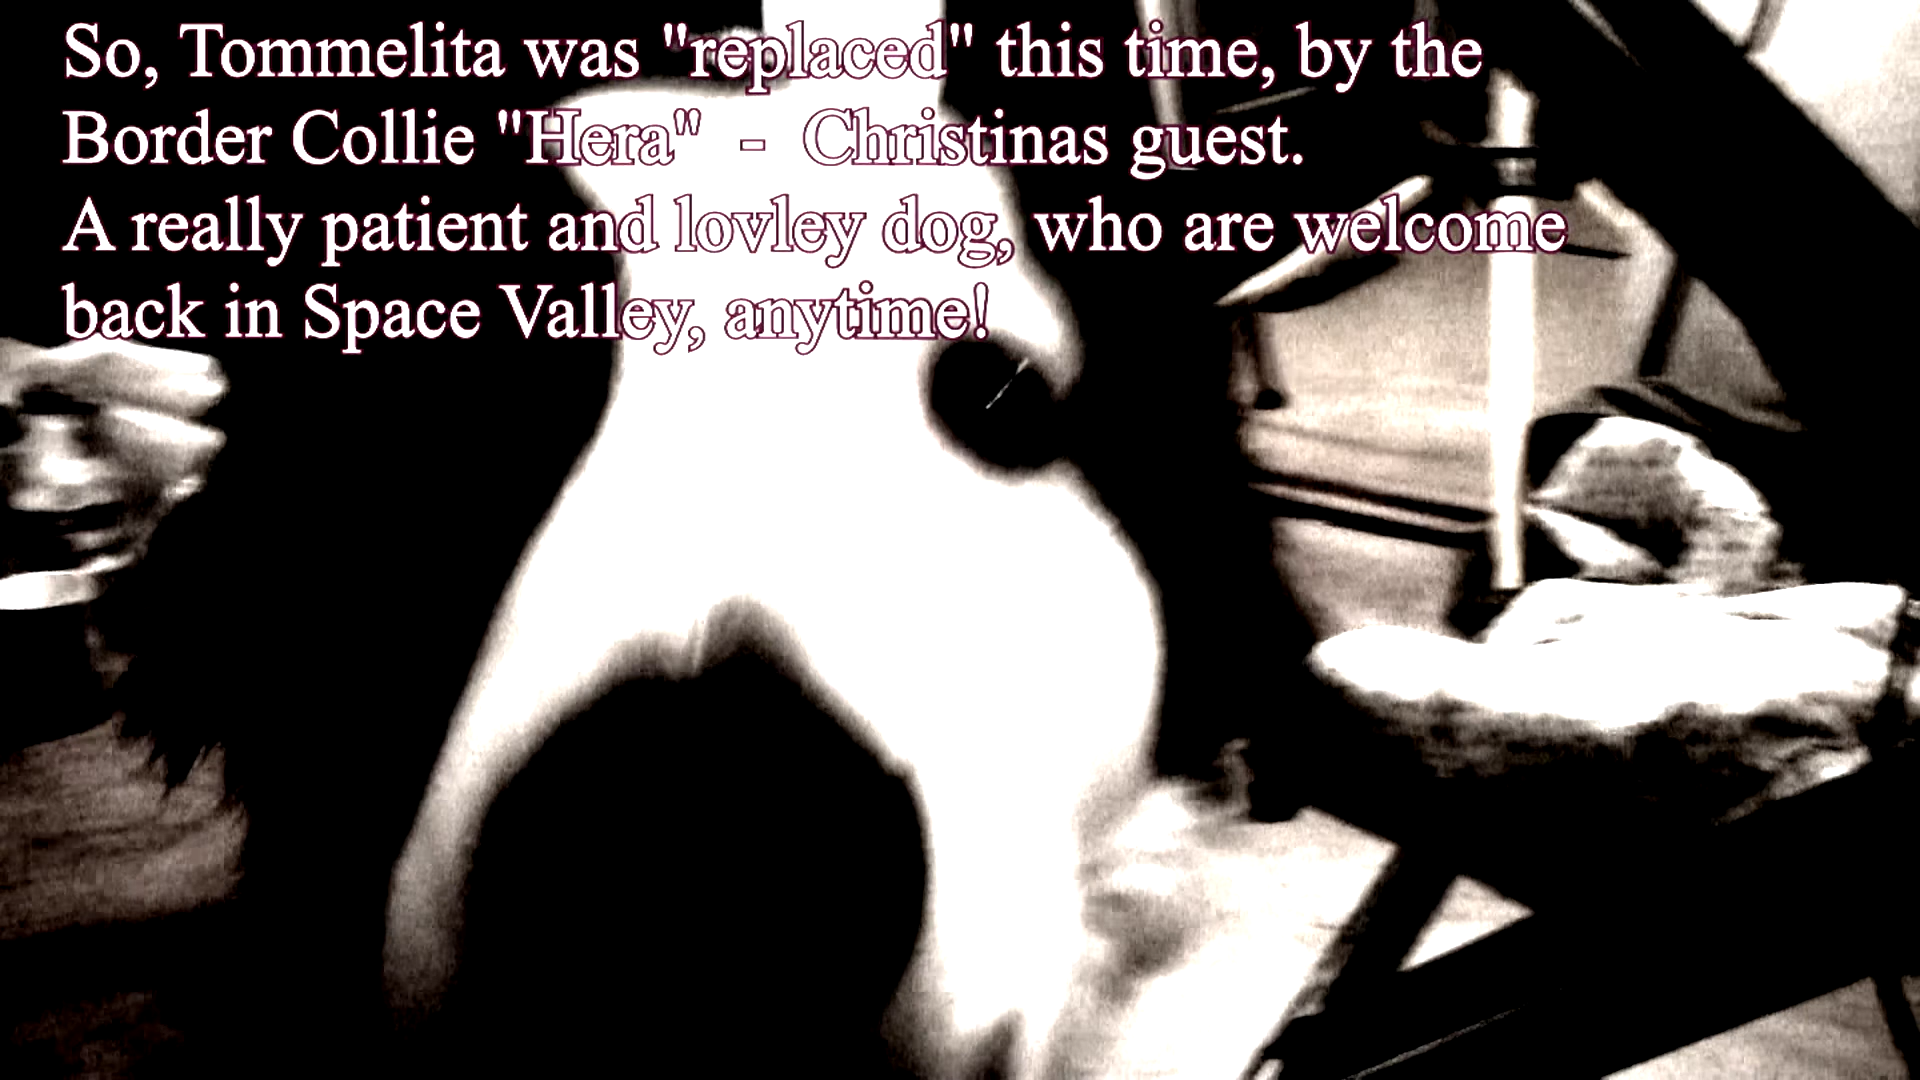 So, Tommelita was "replaced" this time, by the
Border Collie "Hera"  -  Christinas guest.
A really patient and lovley dog, who are welcome
back in Space Valley, anytime!